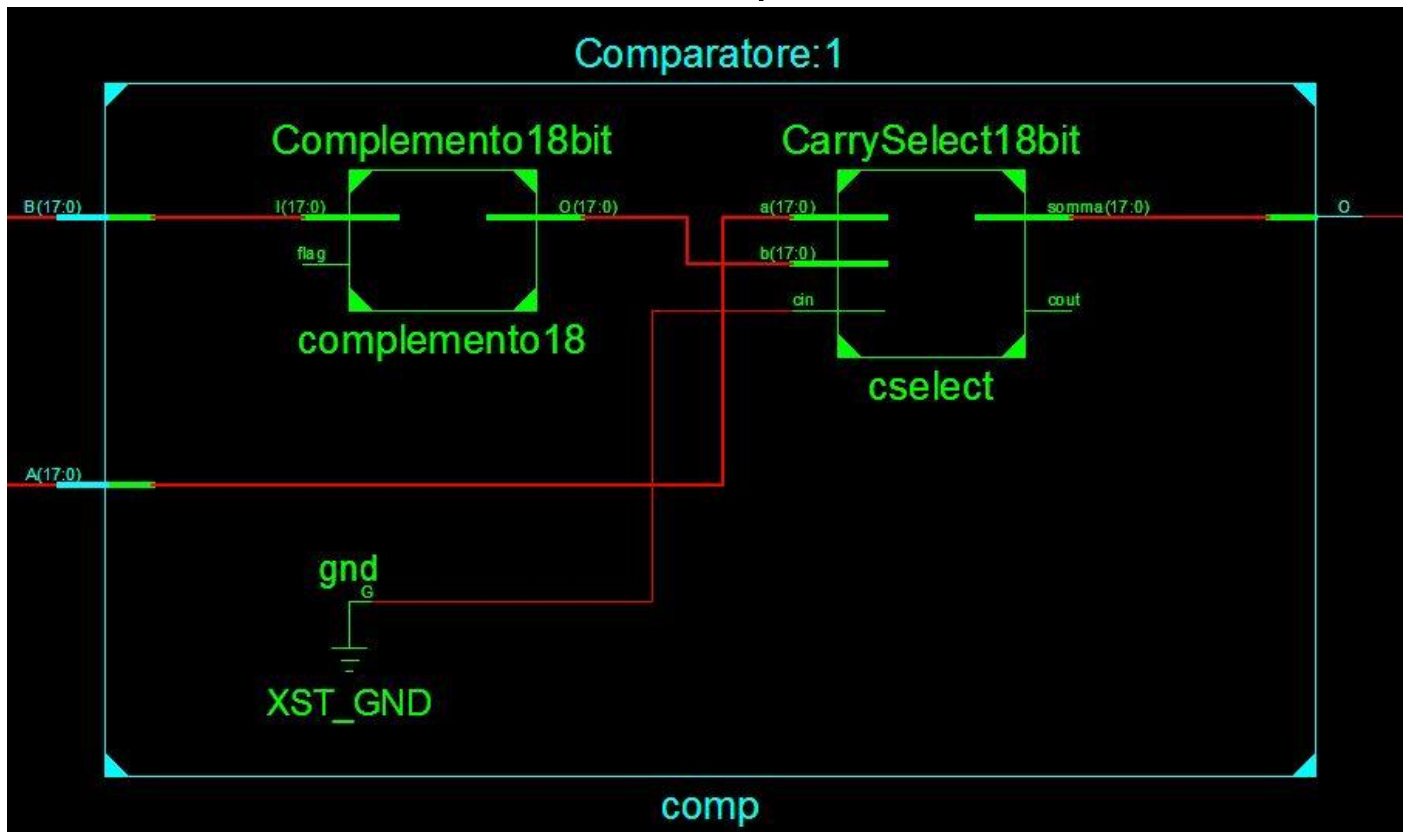 Comparatore:1
Complemento18bit
CarrySelect18bit
B(17:0)
I(17:0)
O(17:0)
a(17:0)
somma(17:0)
O
flag
b(17:0)
cin
cout
complemento18
cselect
A(17:0)
gnd
G
XST_GND
comp